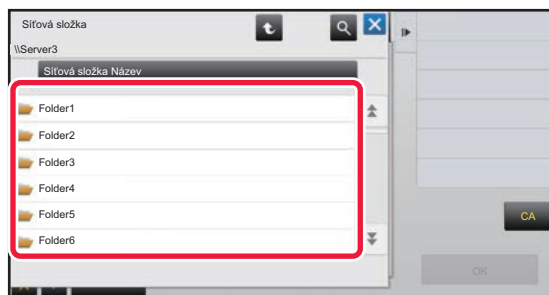 Síťová složka
\\Server3
Síťová složka Název
Folder1
Folder2
Folder3
Folder4
Folder5
Folder6
CA
OK